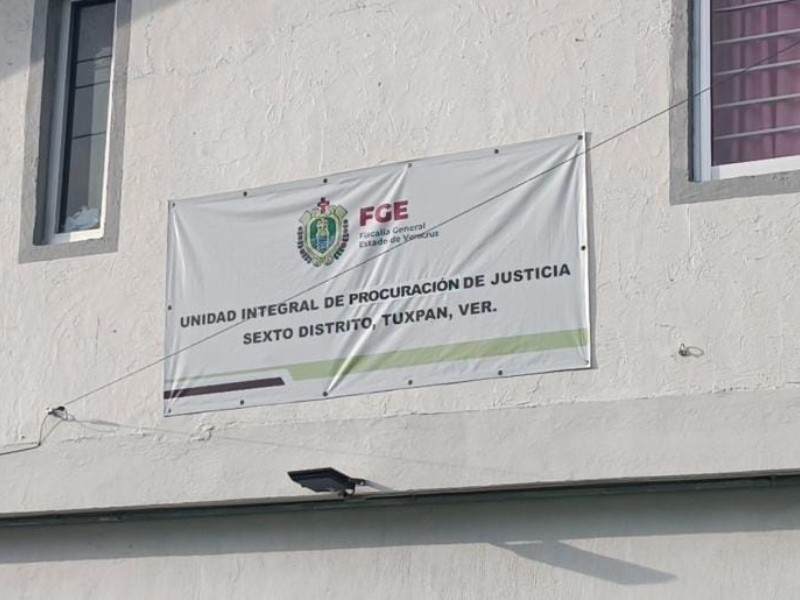 FGE
Fiscalía General
Estado de Veracruz
UNIDAD INTEGRAL DE PROCURACIÓN DE JUSTICIA
SEXTO DISTRITO, TUXPAN, VER.